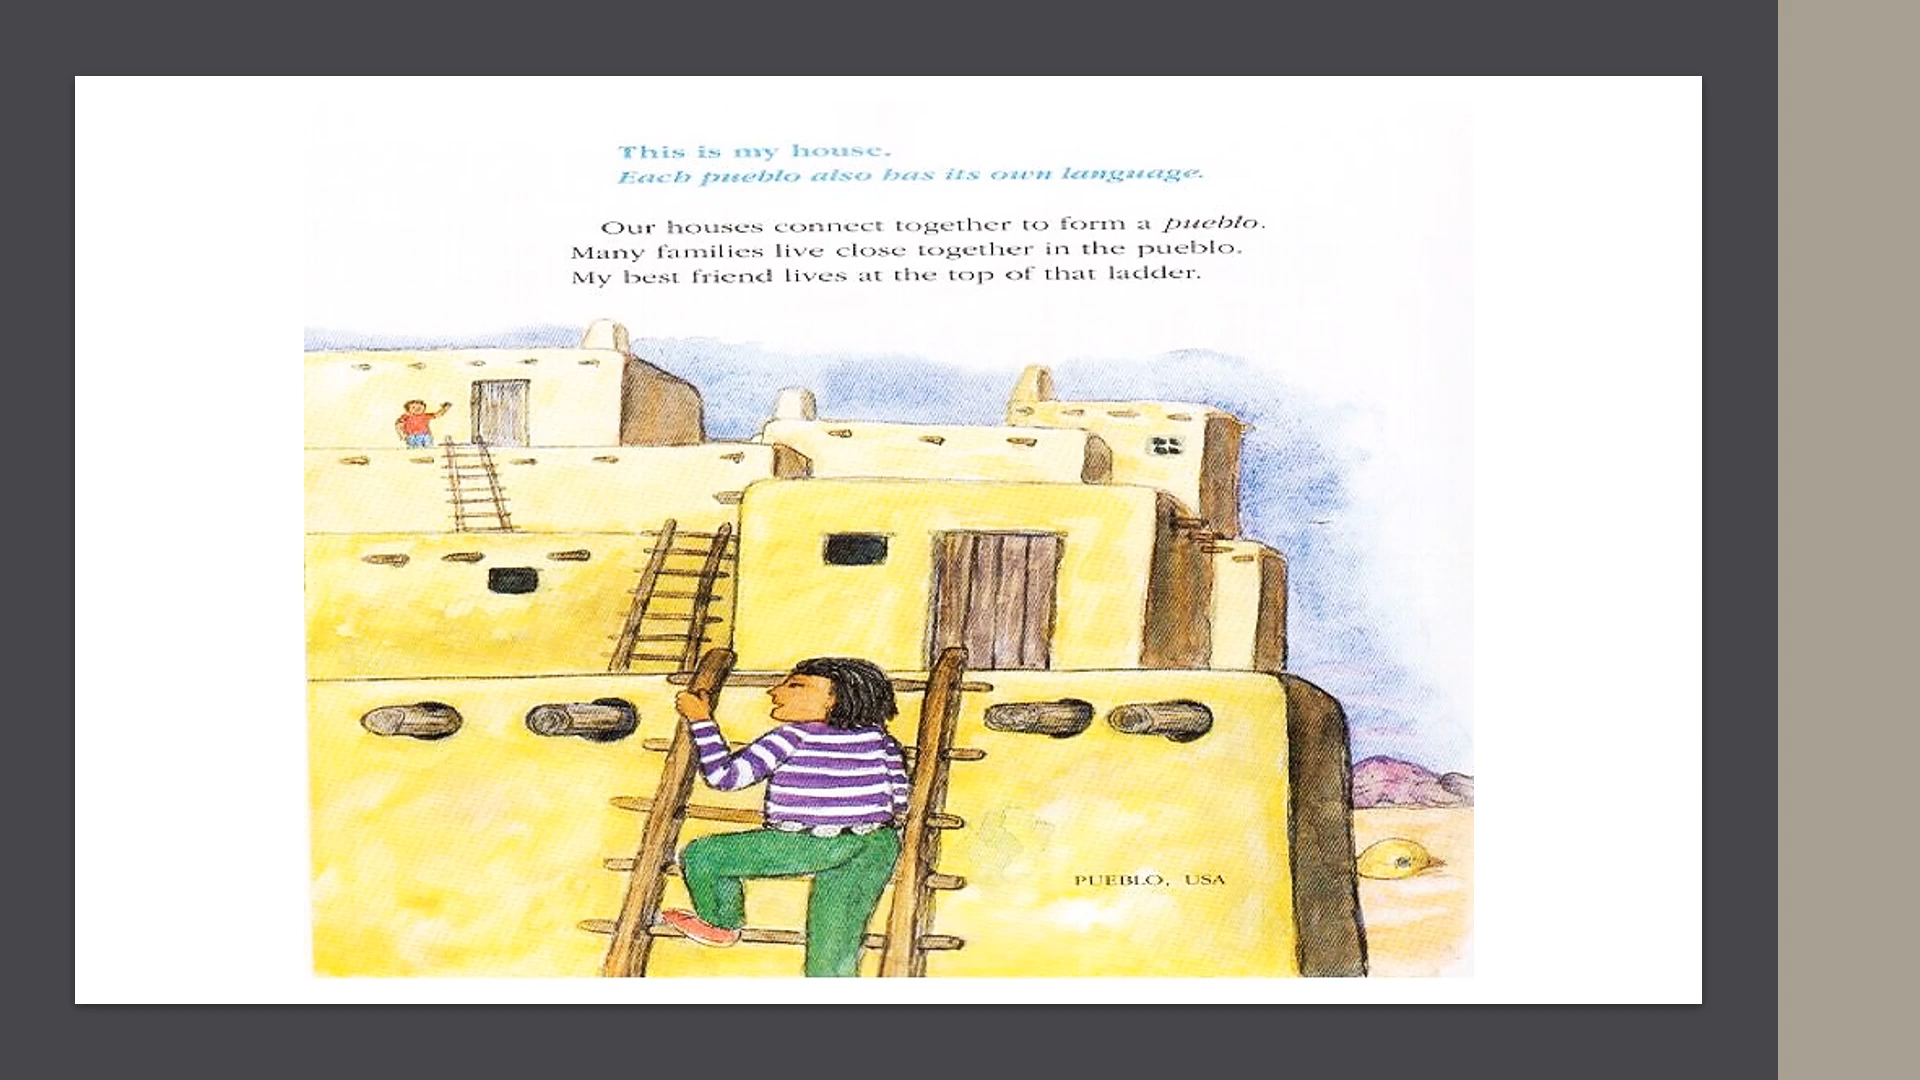 This is my house.
Each pueblo also has its own language.
Our houses connect together to form a pueblo.
Many families live close together in the pueblo.
My best friend lives at the top of that ladder.
PUEBLO, USA